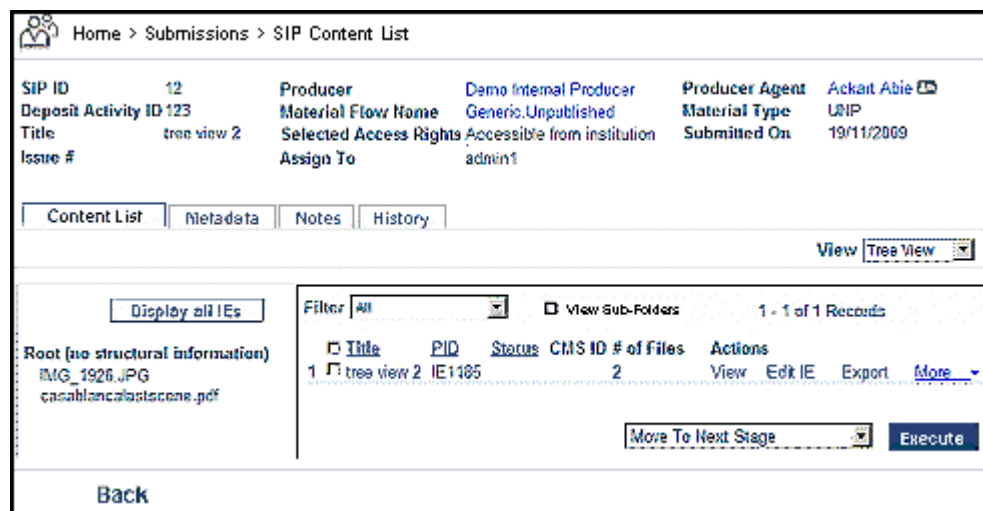 Home > Submissions > SIP Content List
SIP ID 12 Producer Demo Internal Producer Producer Agent Ackart Abie
Deposit Activity ID 123 Material Flow Name Generic.Unpublished Material Type UNP
Title tree view 2 Selected Access Rights Accessible from institution Submitted On 19/11/2009
Issue # Assign To admin1
Content List Metadata Notes History
View Tree View
Display all IEs Filter All View Sub-Folders 1 - 1 of 1 Records
Root (no structural information) Title PID Status CMS ID # of Files Actions
IMG_1926.JPG 1 tree view 2 IE1185 2 View Edit IE Export More
casablancalastscene.pdf
Move To Next Stage Execute
Back